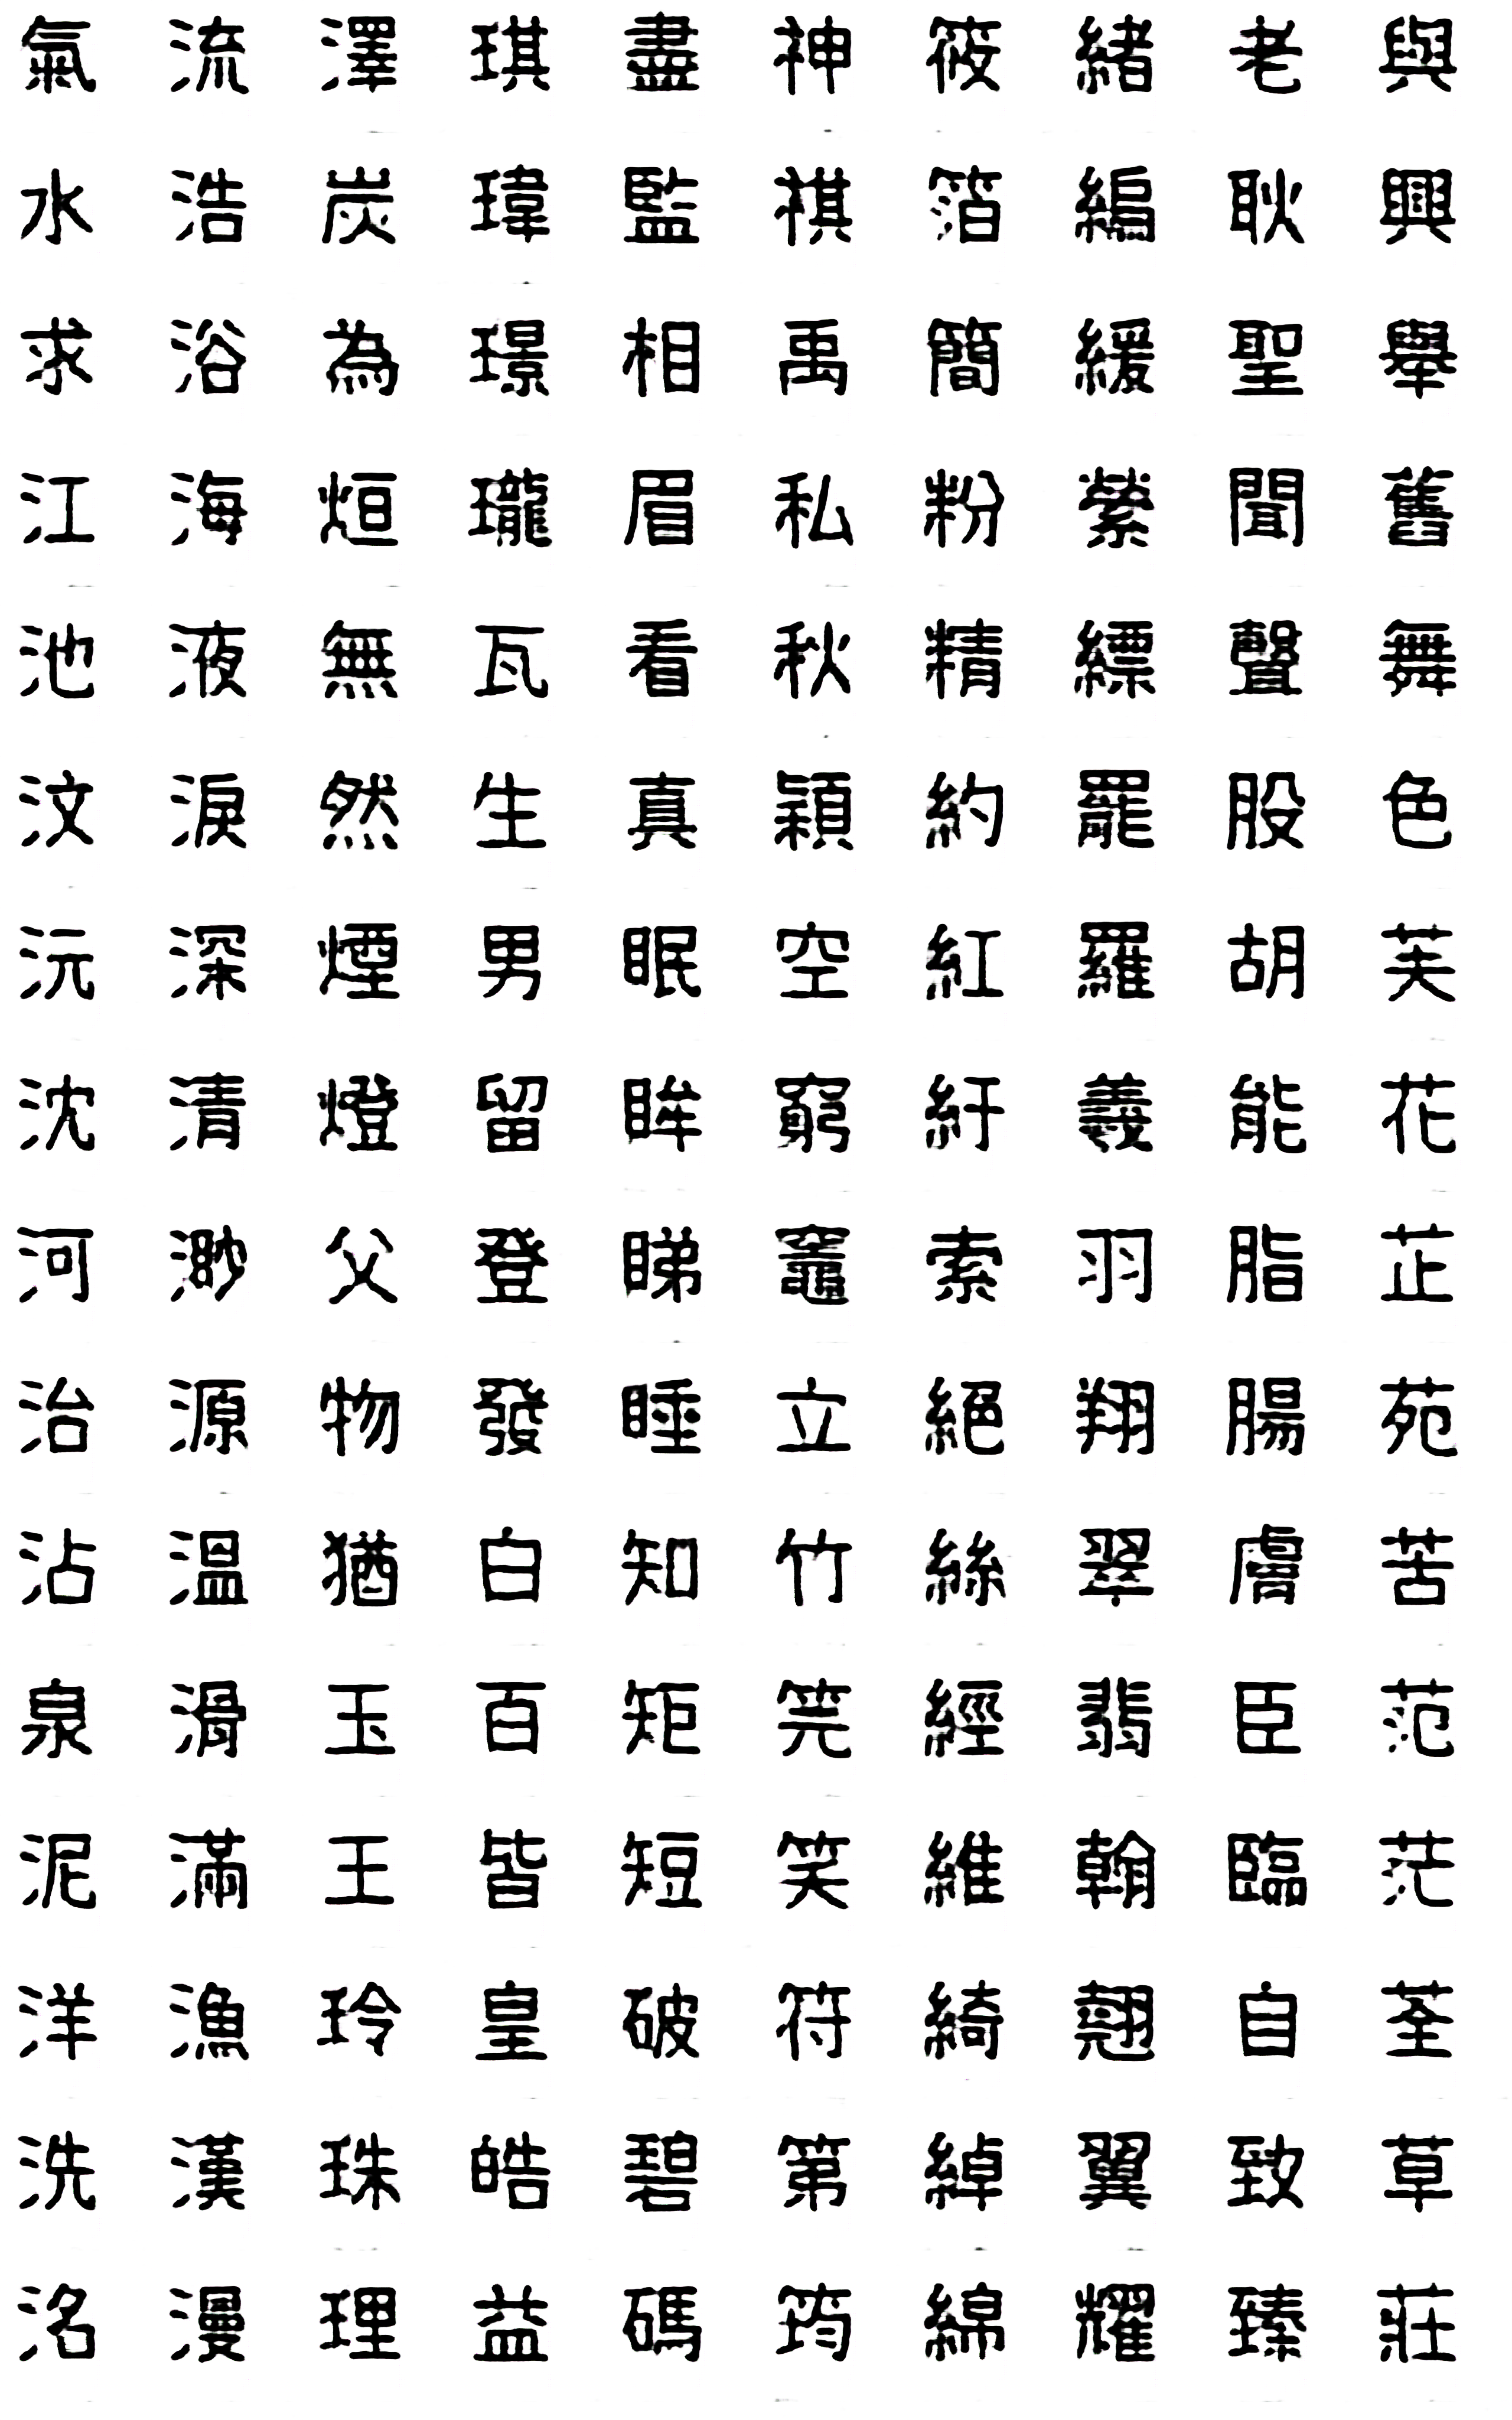 氣流澤琪盡神筱緒老與
水浩炭瑋監祺箔緺耿興
求浴為璟相禹簡緩聖舉
江海烜瓏眉私粉縈聞舊
池液無瓦看秋精縹聲舞
汶淚然生真穎約罷股色
沅深煙男眠空紅羅胡芙
沈清燈留眸窮紆羲能花
河渺父登睇竈索羽脂芷
治源物發睡立絕翔腸苑
沾溫猶白知竹絲翠膚苦
泉滑玉百矩笎經翡臣范
泥滿王皆短笑維翰臨茫
洋漁玲皇破符綺翹自荃
洗漢珠皓碧第綽翼致草
洺漫理益碼筠綿耀臻莊